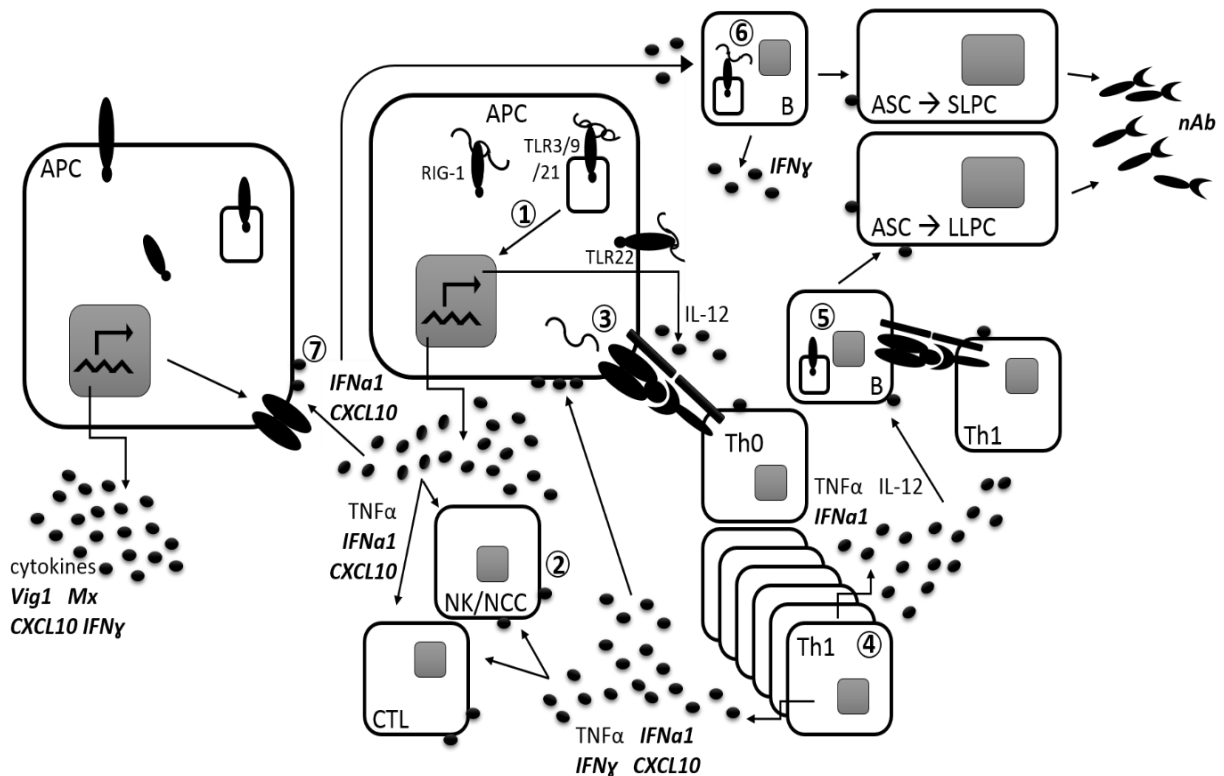 APC
⑦
IFNa1
CXCL10
cytokines
Vig1 Mx
CXCL10 IFNɣ
APC
RIG-1
TLR3/9
/21
①
TLR22
③
IL-12
Th0
TNFα
IFNa1
CXCL10
②
NK/NCC
CTL
TNFα IFNa1
IFNɣ CXCL10
Th1 ④
TNFα IL-12
IFNa1
⑤
B
Th1
⑥
B
IFNɣ
ASC → SLPC
ASC → LLPC
nAb